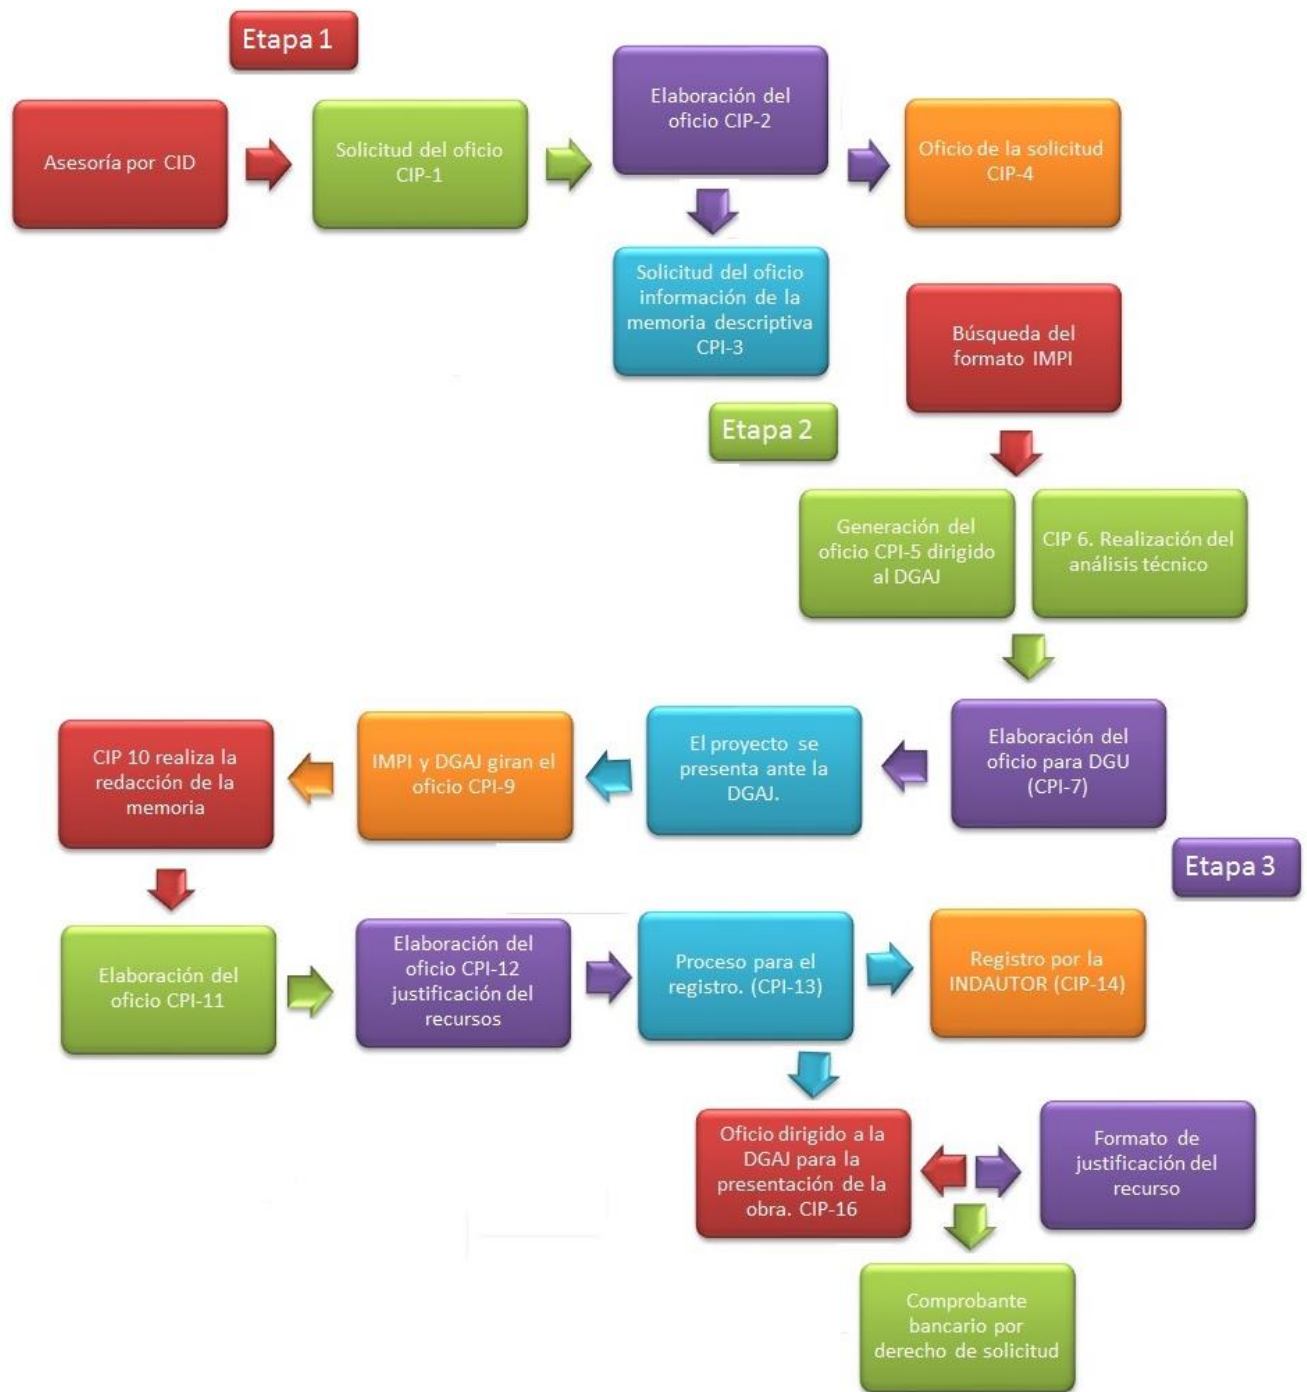 Etapa 1
Asesoría por CID
Solicitud del oficio
CIP-1
Elaboración del
oficio CIP-2
Oficio de la solicitud
CIP-4
Solicitud del oficio
información de la
memoria descriptiva
CPI-3
Búsqueda del
formato IMPI
Etapa 2
Generación del
oficio CPI-5 dirigido
al DGAJ
CIP 6. Realización del
análisis técnico
CIP 10 realiza la
redacción de la
memoria
IMPI y DGAJ giran el
oficio CPI-9
El proyecto se
presenta ante la
DGAJ.
Elaboración del
oficio para DGU
(CPI-7)
Etapa 3
Elaboración del
oficio CPI-11
Elaboración del
oficio CPI-12
justificación del
recursos
Proceso para el
registro. (CPI-13)
Registro por la
INDAUTOR (CIP-14)
Oficio dirigido a la
DGAJ para la
presentación de la
obra. CIP-16
Formato de
justificación del
recurso
Comprobante
bancario por
derecho de solicitud